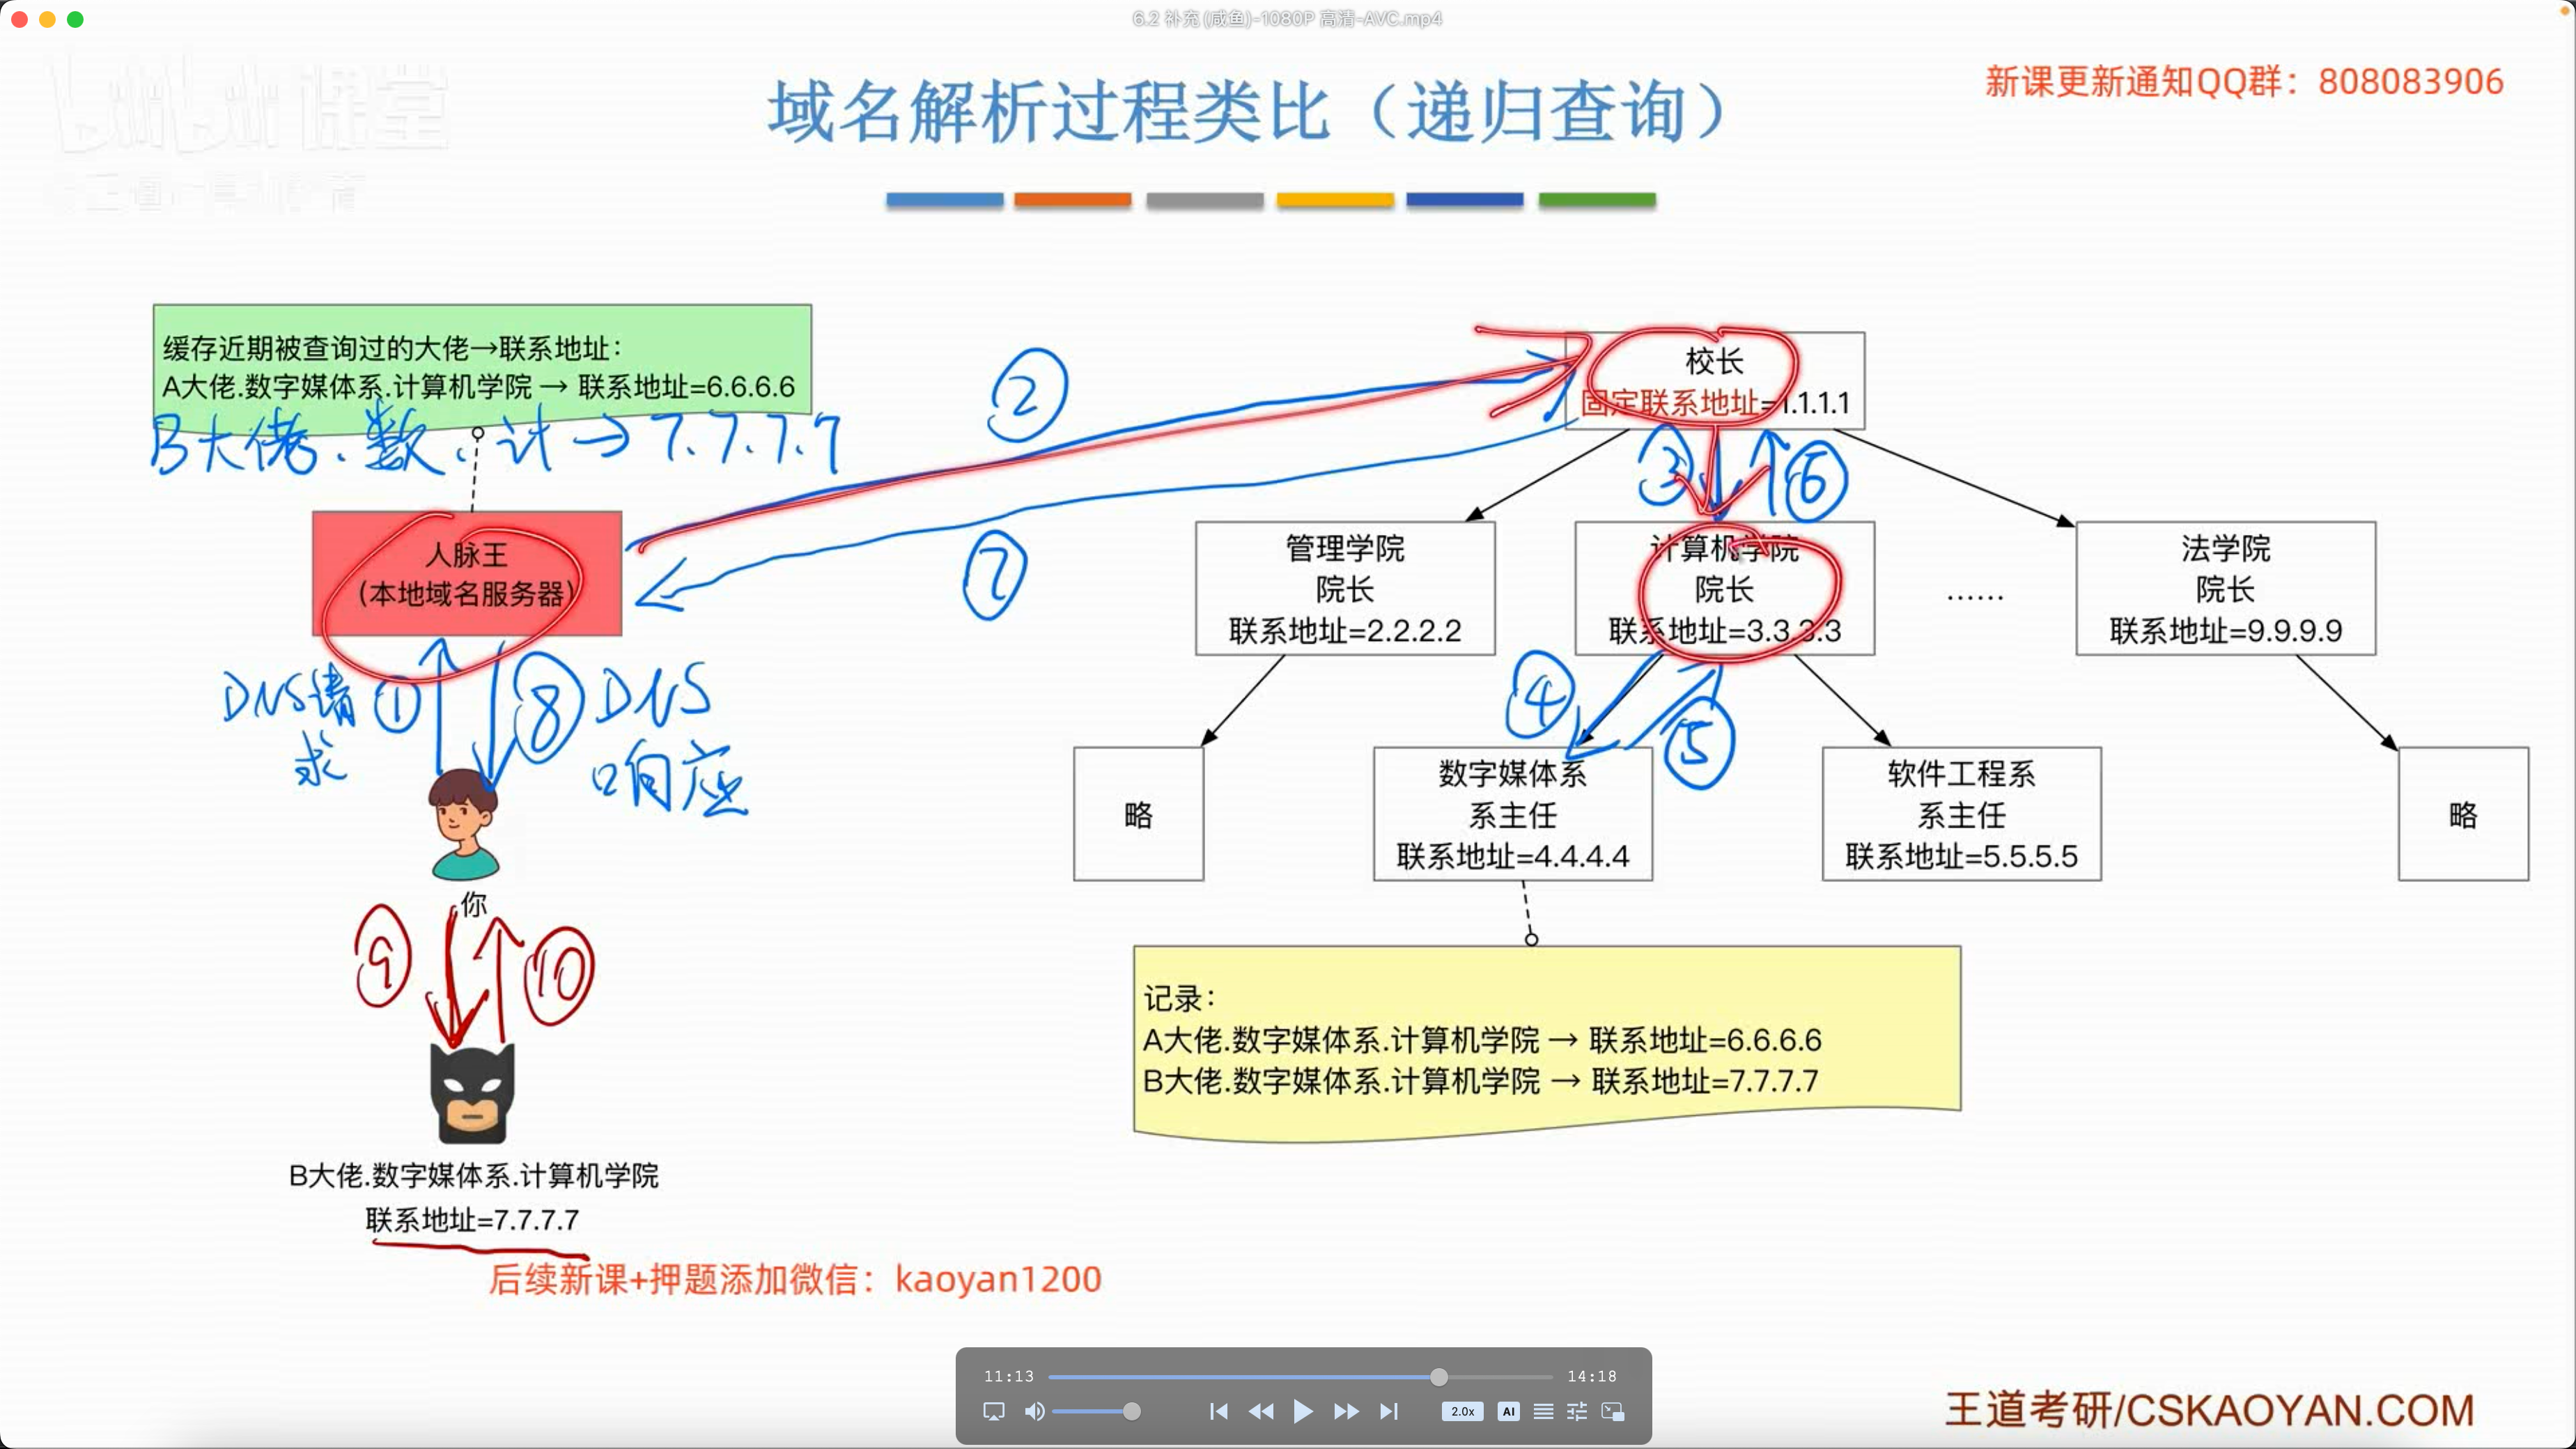 6.2 补充(咸鱼)-1080P 高清-AVC.mp4
bilibili课堂
域名解析过程类比（递归查询）
新课更新通知QQ群：808083906
缓存近期被查询过的大佬→联系地址：
A大佬.数字媒体系.计算机学院 → 联系地址=6.6.6.6
B大佬.数.计→7.7.7.7
人脉王
(本地域名服务器)
DNS请求
①
⑧
DNS
响应
你
⑨
⑩
B大佬.数字媒体系.计算机学院
联系地址=7.7.7.7
②
⑦
校长
固定联系地址=1.1.1.1
③
⑥
管理学院
院长
联系地址=2.2.2.2
计算机学院
院长
联系地址=3.3.3.3
……
法学院
院长
联系地址=9.9.9.9
④
⑤
略
数字媒体系
系主任
联系地址=4.4.4.4
软件工程系
系主任
联系地址=5.5.5.5
略
记录：
A大佬.数字媒体系.计算机学院 → 联系地址=6.6.6.6
B大佬.数字媒体系.计算机学院 → 联系地址=7.7.7.7
后续新课+押题添加微信：kaoyan1200
11:13
14:18
2.0x
AI
王道考研/CSKAOYAN.COM